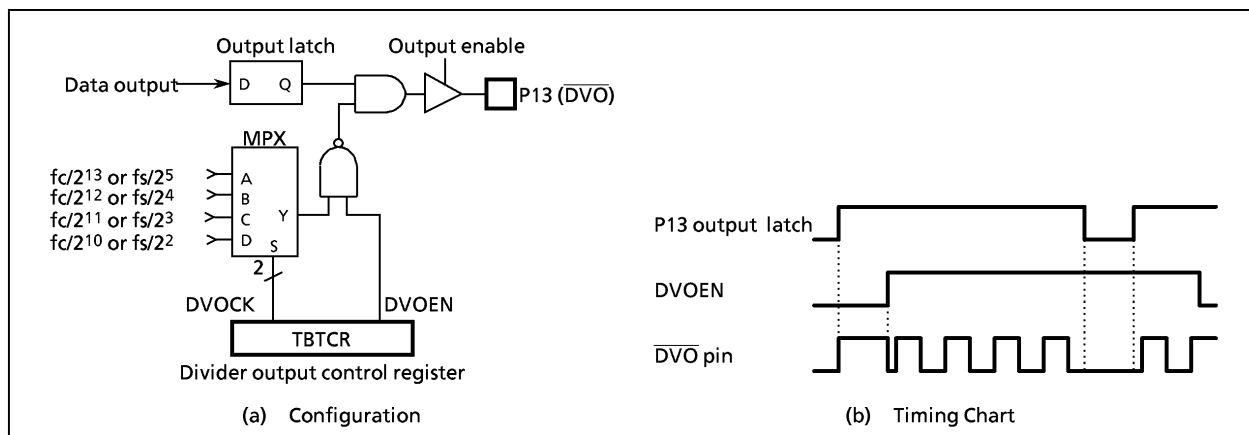 Output latch
Output enable
Data output
D Q
P13 (DVO)
MPX
fc/2¹³ or fs/2⁵
A
fc/2¹² or fs/2⁴
B
fc/2¹¹ or fs/2³
C
Y
fc/2¹⁰ or fs/2²
D
S
2
DVOCK
DVOEN
TBTCR
Divider output control register
(a) Configuration
P13 output latch
DVOEN
DVO pin
(b) Timing Chart